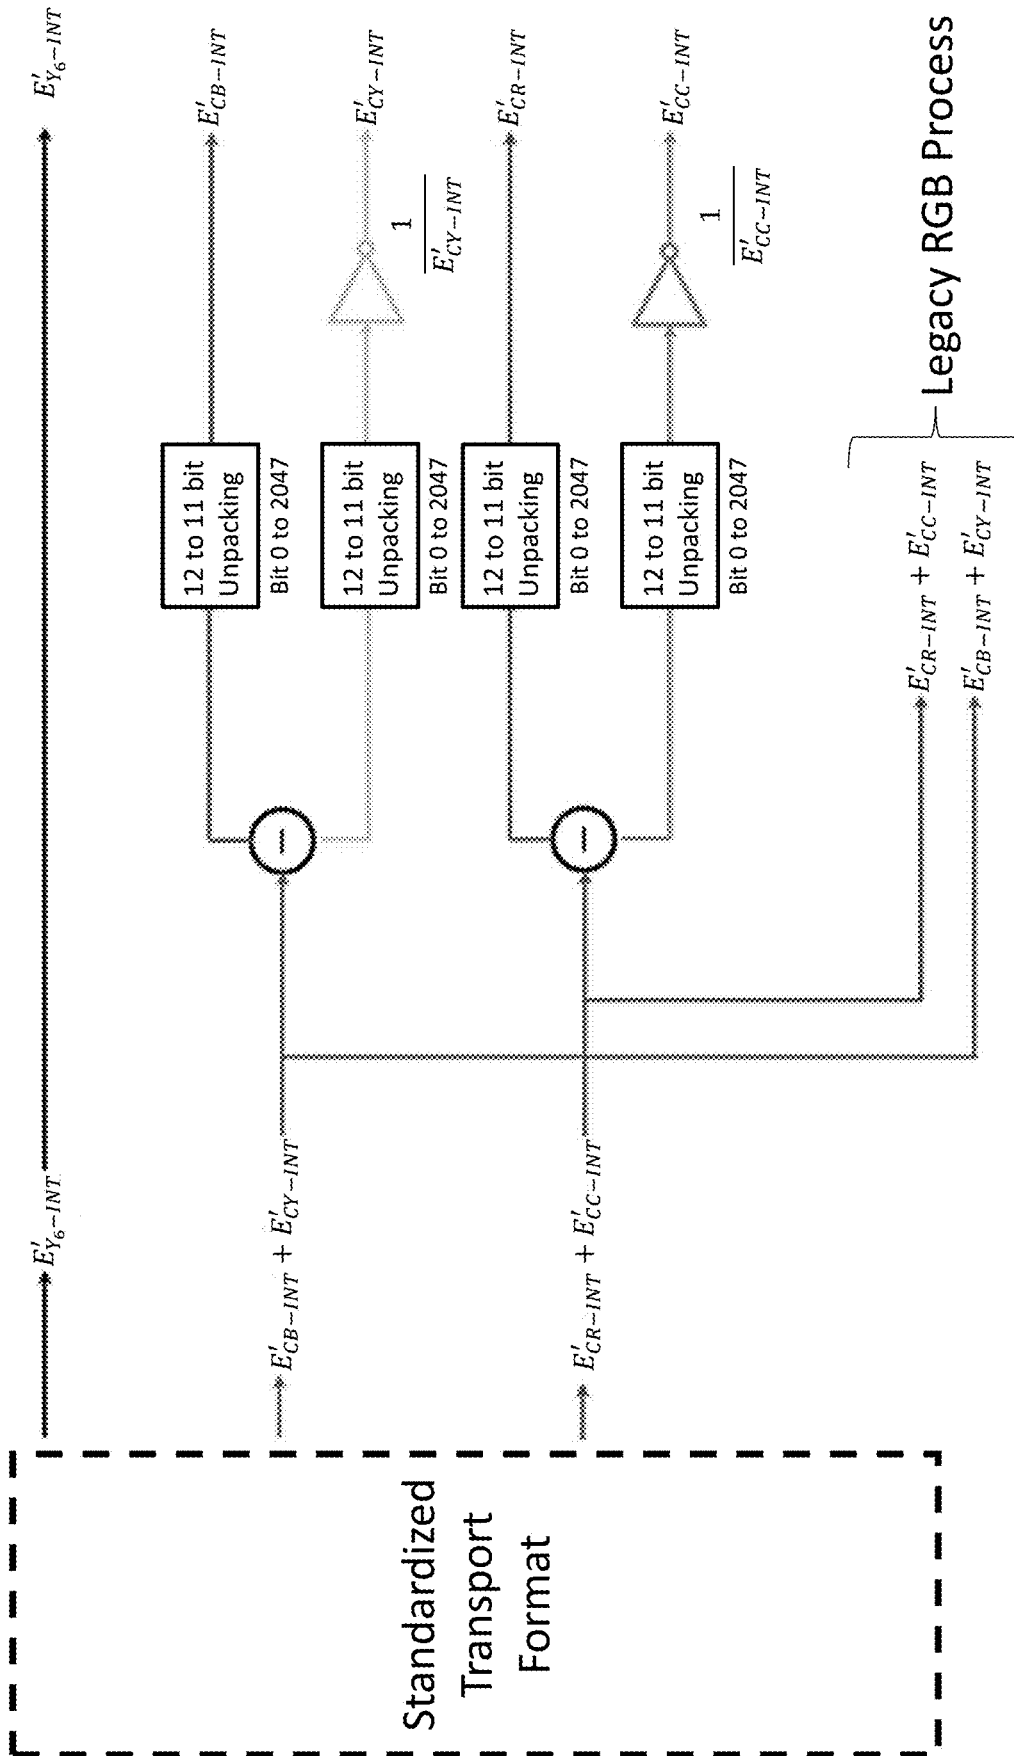 Standardized
Transport
Format
E'_{Y_6-INT}
E'_{CB-INT} + E'_{CY-INT}
E'_{CR-INT} + E'_{CC-INT}
12 to 11 bit
Unpacking
Bit 0 to 2047
12 to 11 bit
Unpacking
Bit 0 to 2047
12 to 11 bit
Unpacking
Bit 0 to 2047
12 to 11 bit
Unpacking
Bit 0 to 2047
1
E'_{CY-INT}
1
E'_{CC-INT}
E'_{Y_6-INT}
E'_{CB-INT}
E'_{CY-INT}
E'_{CR-INT}
E'_{CC-INT}
E'_{CR-INT} + E'_{CC-INT}
E'_{CB-INT} + E'_{CY-INT}
Legacy RGB Process